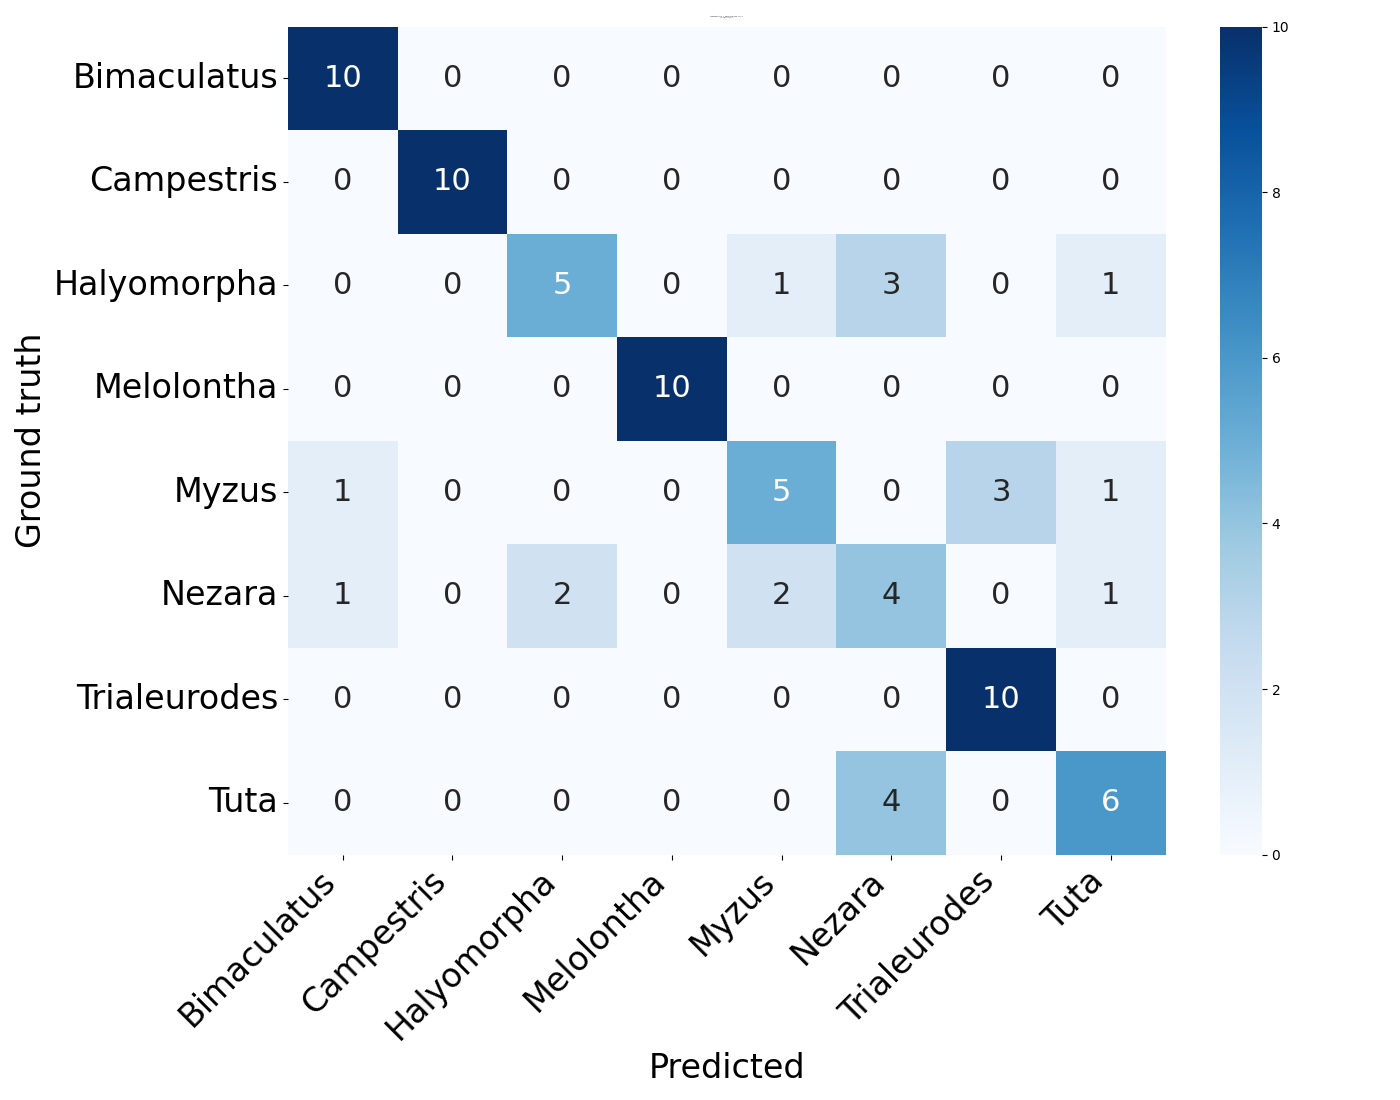 10
Bimaculatus 10 0 0 0 0 0 0 0
Campestris 0 10 0 0 0 0 0 0
8
Halyomorpha 0 0 5 0 1 3 0 1
6
Melolontha 0 0 0 10 0 0 0 0
Ground truth
Myzus 1 0 0 0 5 0 3 1
4
Nezara 1 0 2 0 2 4 0 1
2
Trialeurodes 0 0 0 0 0 0 10 0
Tuta 0 0 0 0 0 4 0 6
0
Bimaculatus Campestris Halyomorpha Melolontha Myzus Nezara Trialeurodes Tuta
Predicted